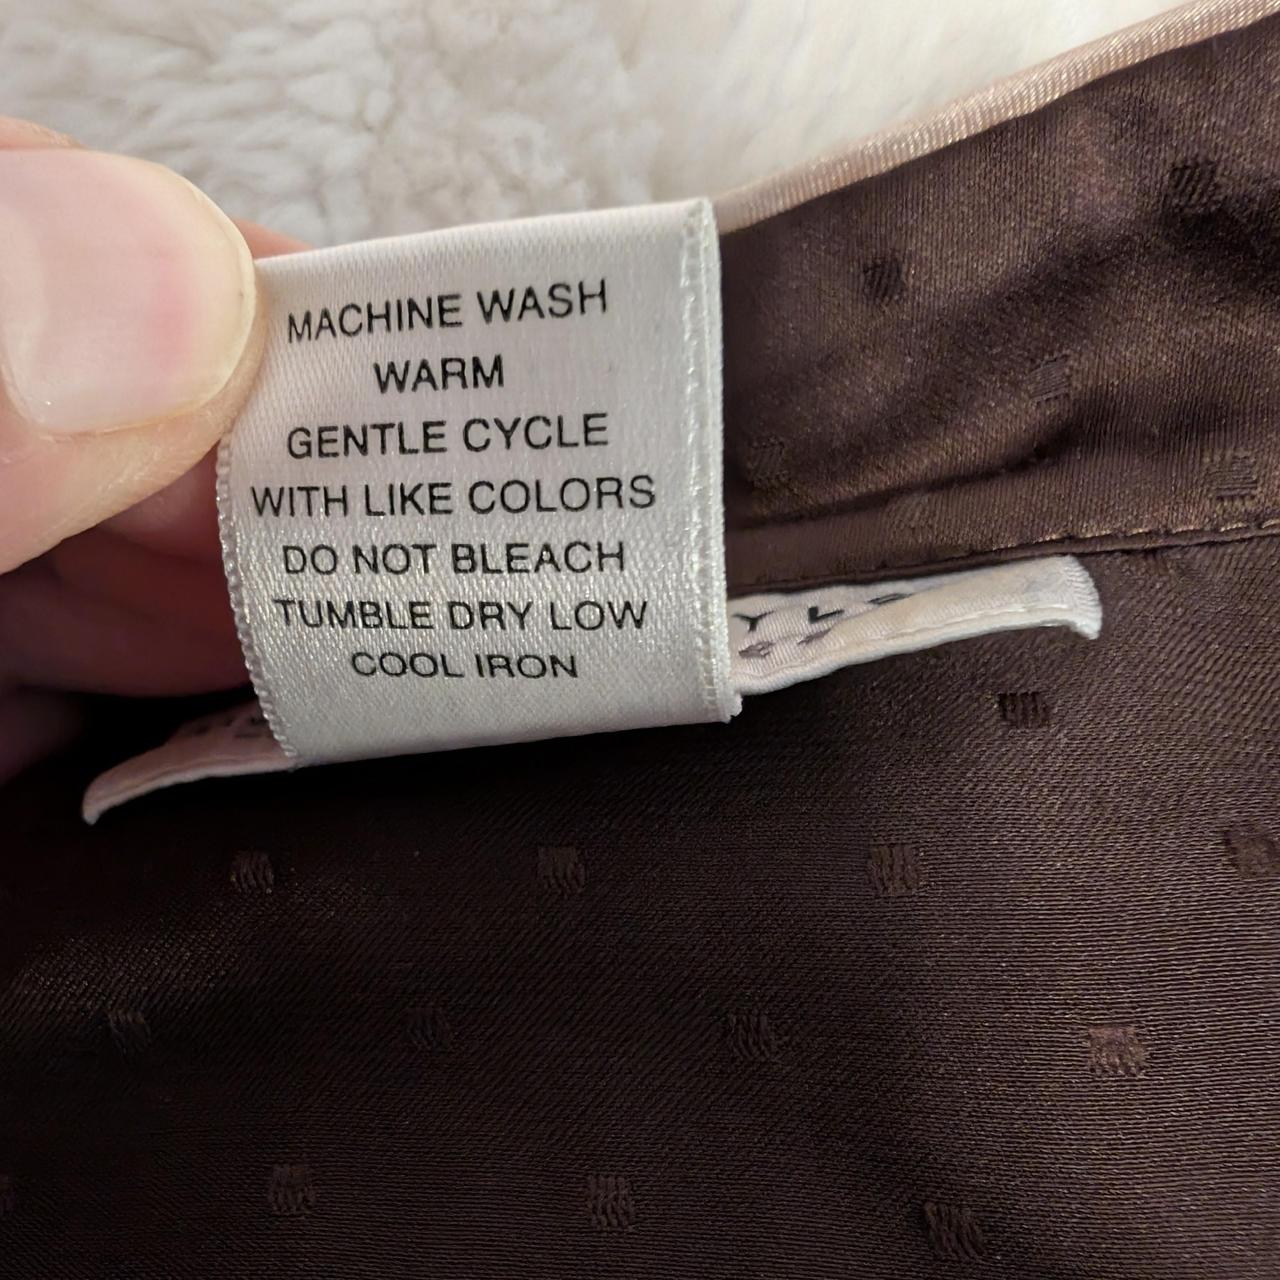 MACHINE WASH
WARM
GENTLE CYCLE
WITH LIKE COLORS
DO NOT BLEACH
TUMBLE DRY LOW
COOL IRON